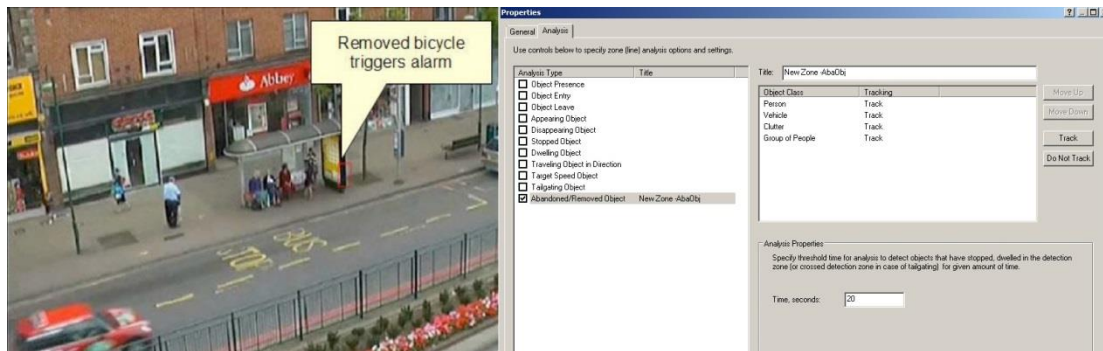 Removed bicycle
triggers alarm
Abbey
BUS
STOP
Properties
General
Analysis
Use controls below to specify zone (line) analysis options and settings.
Analysis Type Title
Object Presence
Object Entry
Object Leave
Appearing Object
Disappearing Object
Stopped Object
Dwelling Object
Traveling Object in Direction
Target Speed Object
Tailgating Object
Abandoned/Removed Object New Zone -AbaObj
Title: New Zone -AbaObj
Object Class Tracking
Person Track
Vehicle Track
Clutter Track
Group of People Track
Move Up
Move Down
Track
Do Not Track
Analysis Properties
Specify threshold time for analysis to detect objects that have stopped, dwelled in the detection
zone (or crossed detection zone in case of tailgating) for given amount of time.
Time, seconds: 20